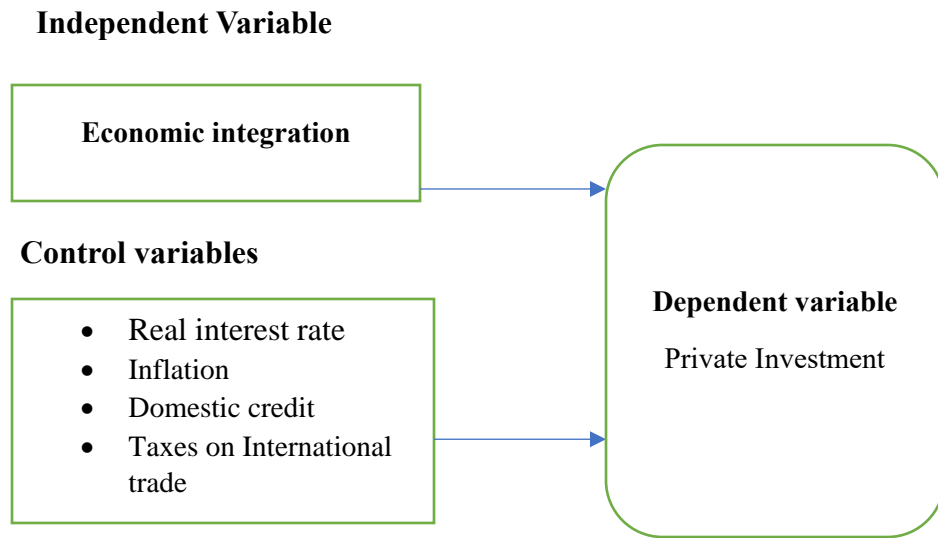 Independent Variable
Economic integration
Control variables
• Real interest rate
• Inflation
• Domestic credit
• Taxes on International
trade
Dependent variable
Private Investment